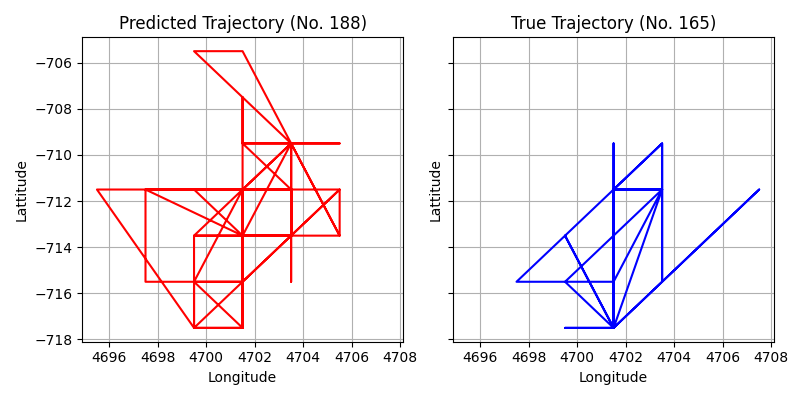 Predicted Trajectory (No. 188)
True Trajectory (No. 165)
Lattitude
−706
−708
−710
−712
−714
−716
−718
4696 4698 4700 4702 4704 4706 4708
Longitude
Lattitude
4696 4698 4700 4702 4704 4706 4708
Longitude